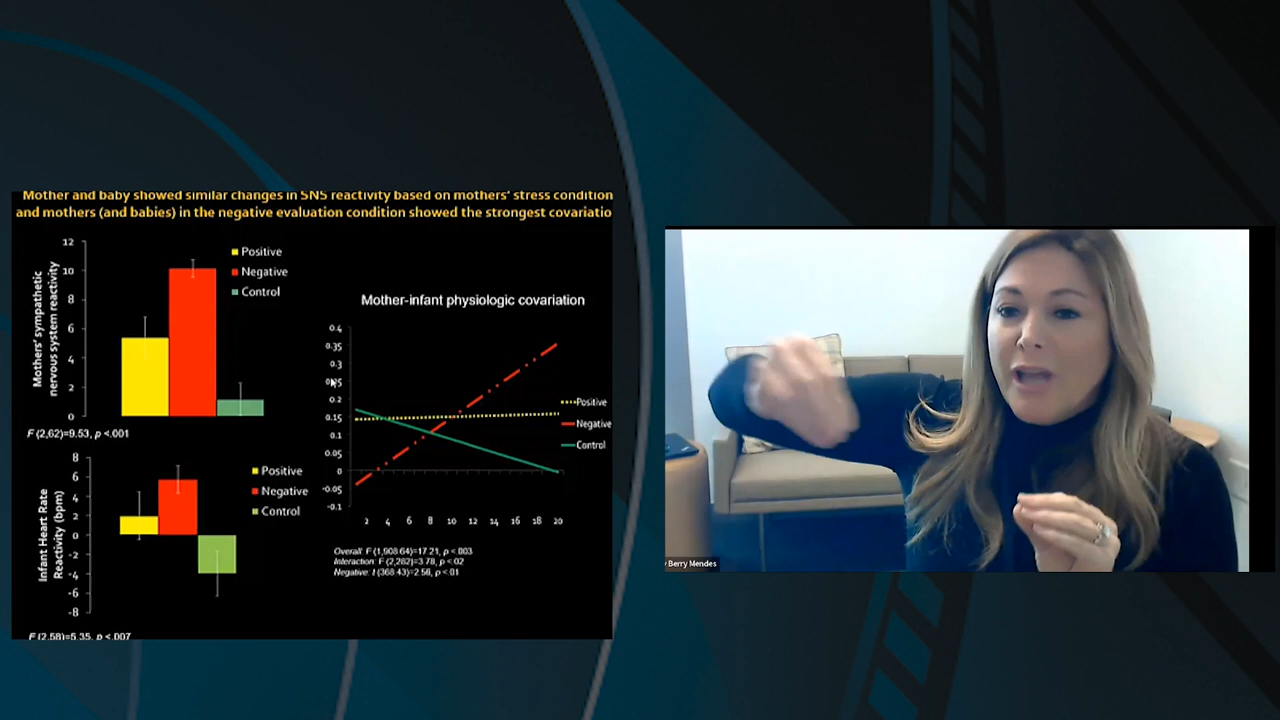 Mother and baby showed similar changes in SNS reactivity based on mothers' stress condition
and mothers (and babies) in the negative evaluation condition showed the strongest covariatio
12
10
8
6
4
2
0
Mothers' sympathetic
nervous system reactivity
Positive
Negative
Control
F (2,62)=9.53, p <.001
8
6
4
2
0
-2
-4
-6
-8
Infant Heart Rate
Reactivity (bpm)
Positive
Negative
Control
F (2,58)=5.35, p <.007
Mother-infant physiologic covariation
0.4
0.35
0.3
0.25
0.2
0.15
0.1
0.05
0
-0.05
-0.1
2 4 6 8 10 12 14 16 18 20
Positive
Negative
Control
Overall: F (1,908.64)=17.21, p <.003
Interaction: F (2,282)=3.78, p <.02
Negative: t (368.43)=2.56, p <.01
Berry Mendes